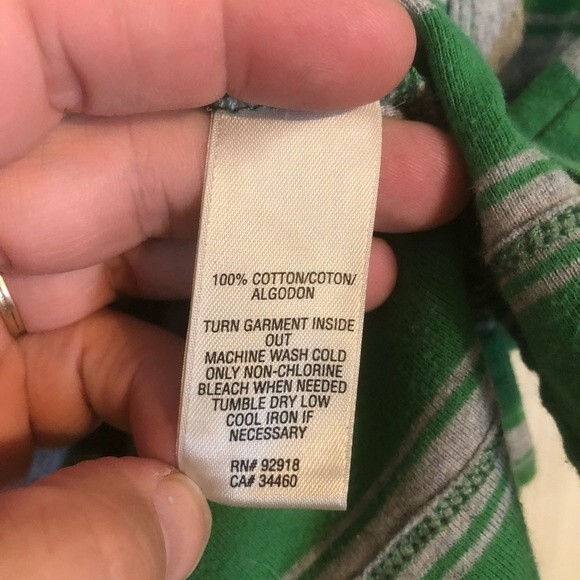 100% COTTON/COTON/
ALGODON
TURN GARMENT INSIDE
OUT
MACHINE WASH COLD
ONLY NON-CHLORINE
BLEACH WHEN NEEDED
TUMBLE DRY LOW
COOL IRON IF
NECESSARY
RN# 92918
CA# 34460